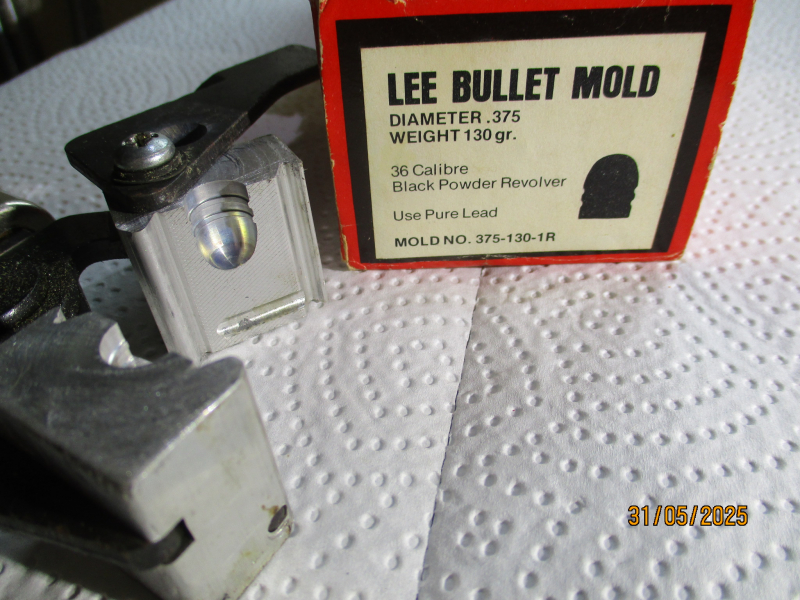 LEE BULLET MOLD
DIAMETER .375
WEIGHT 130 gr.
36 Calibre
Black Powder Revolver
Use Pure Lead
MOLD NO. 375-130-1R
31/05/2025